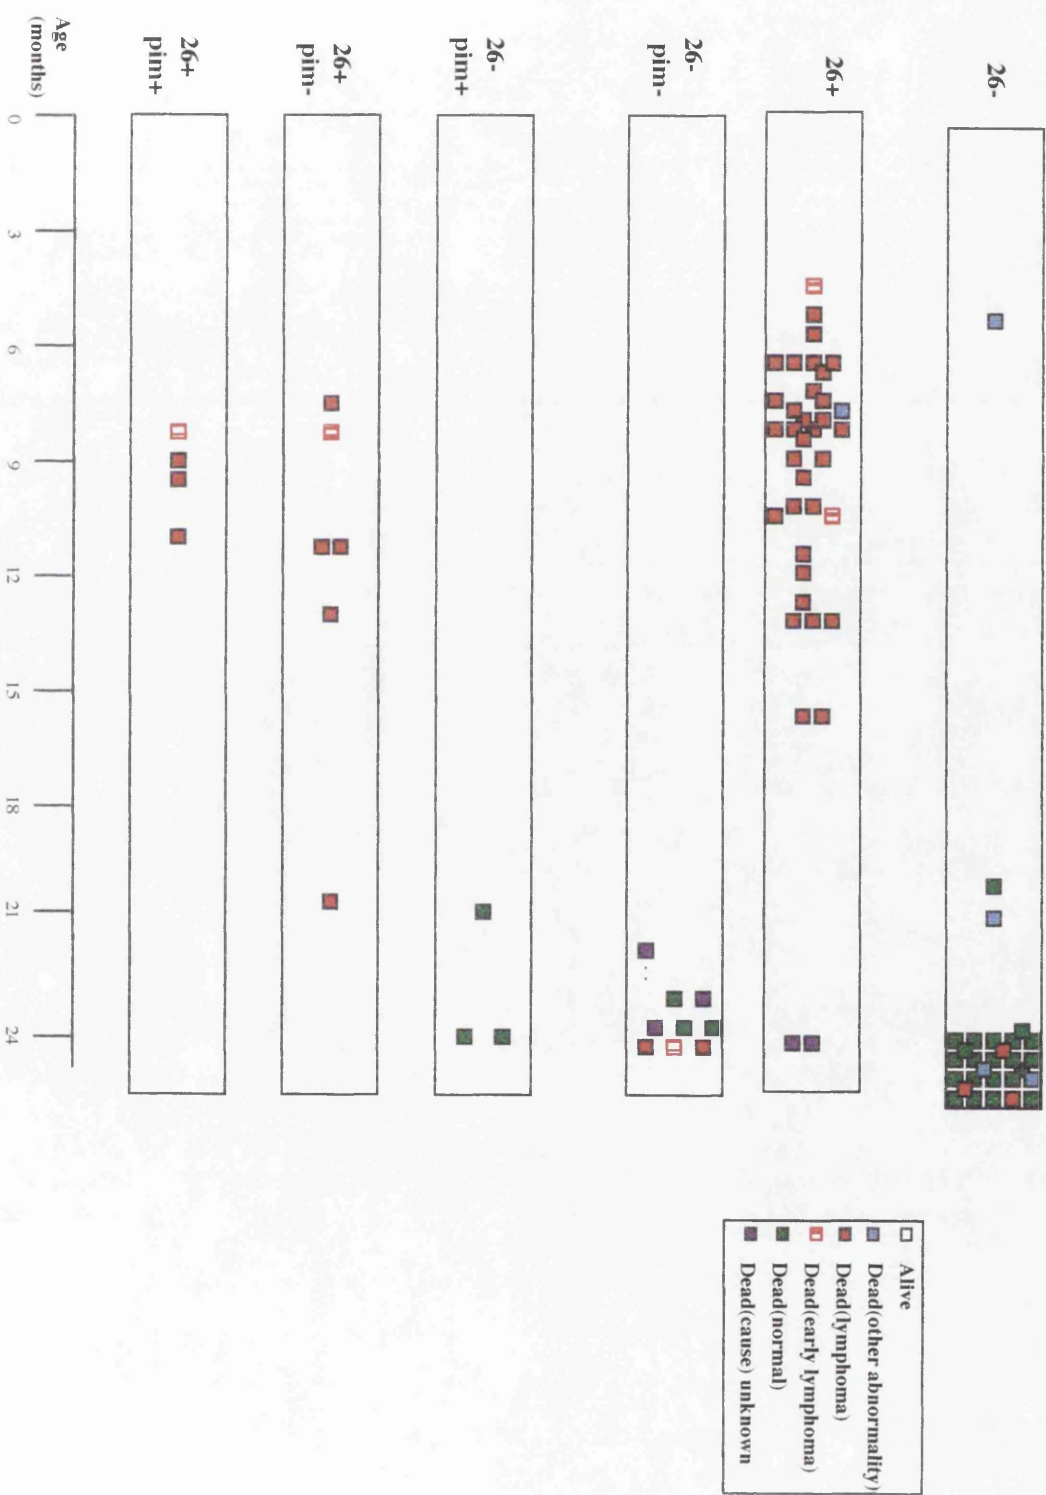 26-
26+
26-
pim-
26-
pim+
26+
pim-
26+
pim+
Age
(months)
0
3
6
9
12
15
18
21
24
Alive
Dead(other abnormality)
Dead(lymphoma)
Dead(early lymphoma)
Dead(normal)
Dead(cause) unknown